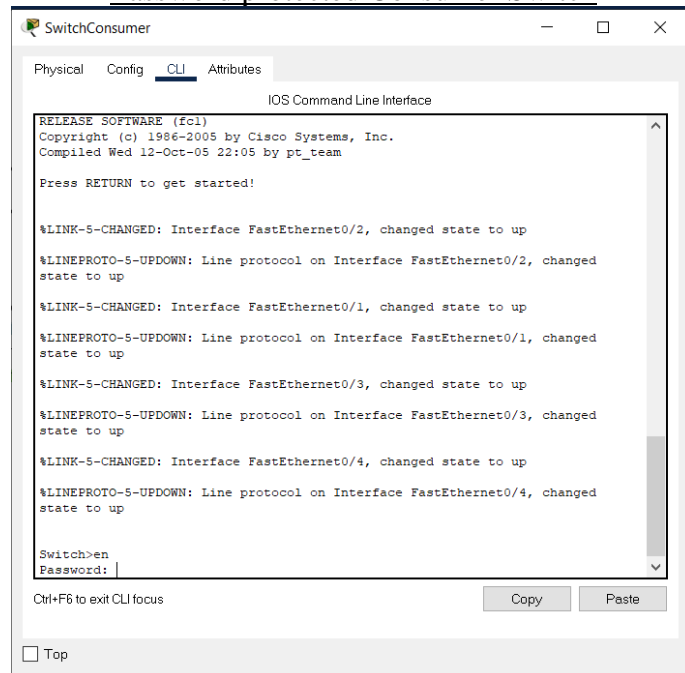 SwitchConsumer
Physical Config CLI Attributes
IOS Command Line Interface
RELEASE SOFTWARE (fc1)
Copyright (c) 1986-2005 by Cisco Systems, Inc.
Compiled Wed 12-Oct-05 22:05 by pt_team
Press RETURN to get started!
%LINK-5-CHANGED: Interface FastEthernet0/2, changed state to up
%LINEPROTO-5-UPDOWN: Line protocol on Interface FastEthernet0/2, changed
state to up
%LINK-5-CHANGED: Interface FastEthernet0/1, changed state to up
%LINEPROTO-5-UPDOWN: Line protocol on Interface FastEthernet0/1, changed
state to up
%LINK-5-CHANGED: Interface FastEthernet0/3, changed state to up
%LINEPROTO-5-UPDOWN: Line protocol on Interface FastEthernet0/3, changed
state to up
%LINK-5-CHANGED: Interface FastEthernet0/4, changed state to up
%LINEPROTO-5-UPDOWN: Line protocol on Interface FastEthernet0/4, changed
state to up
Switch>en
Password:
Ctrl+F6 to exit CLI focus
Copy Paste
Top